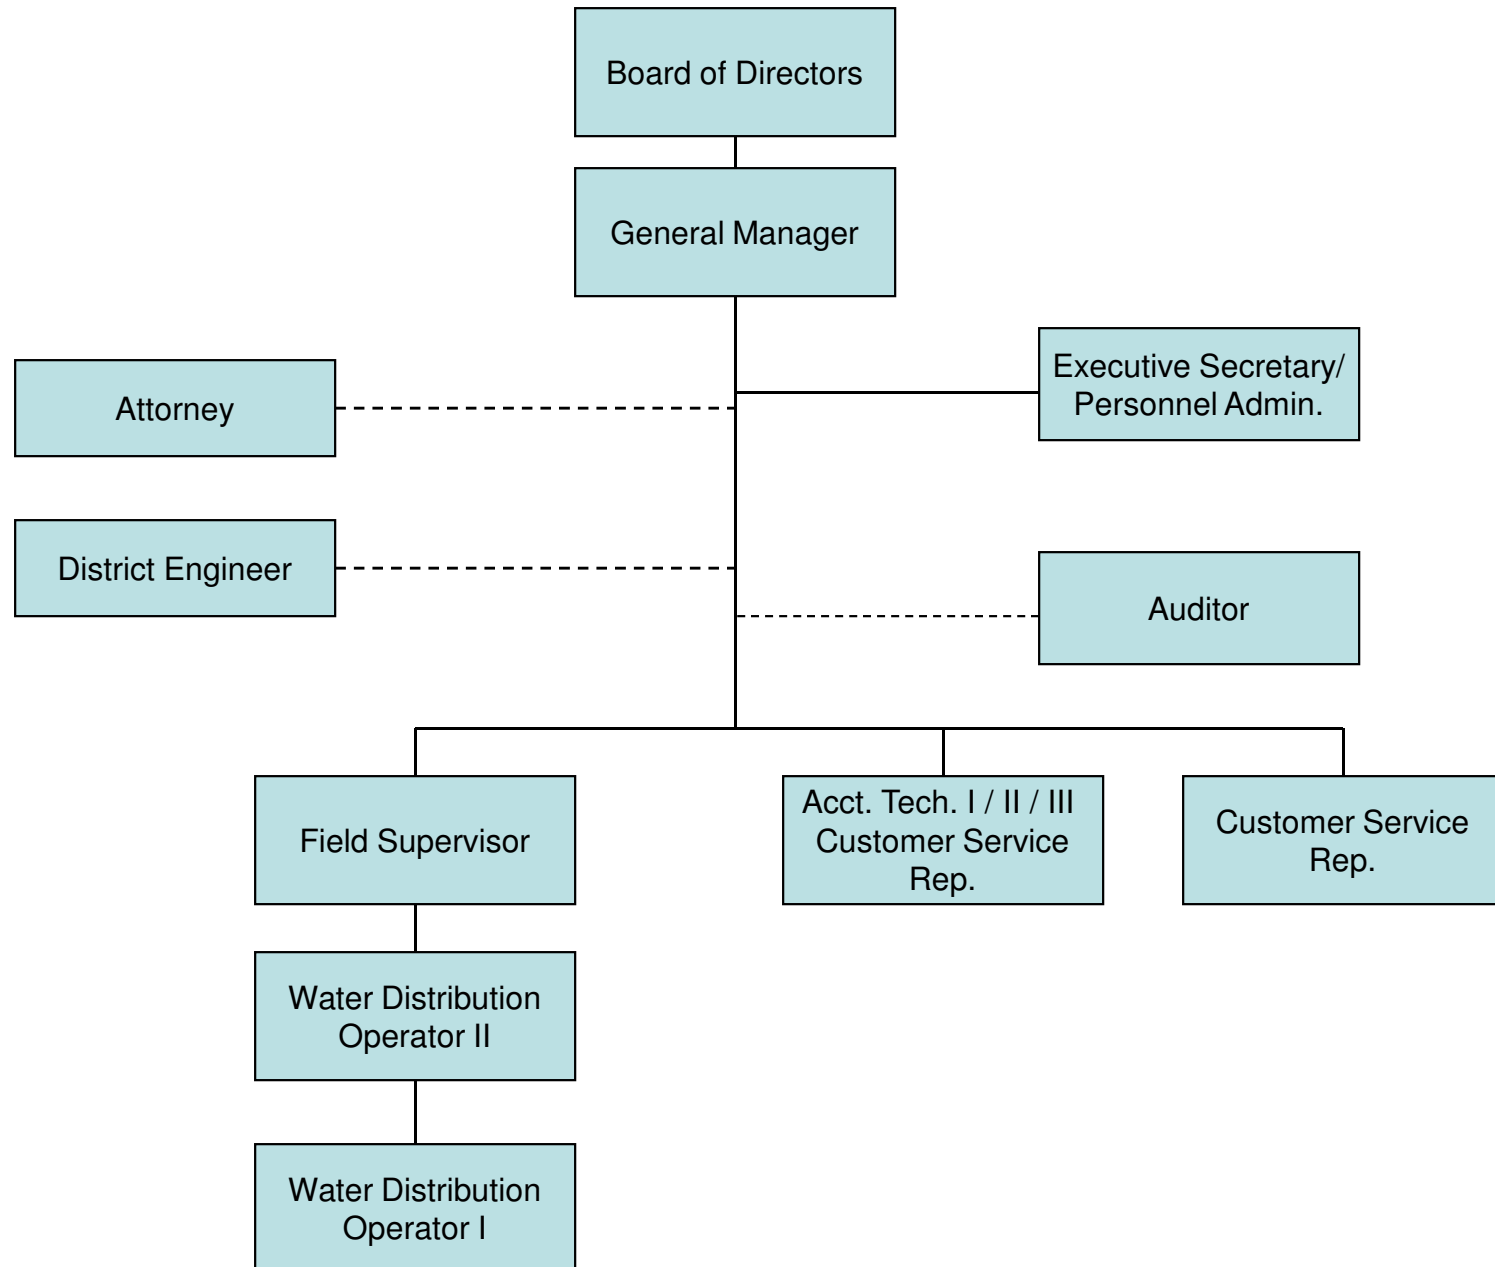 Board of Directors
General Manager
Executive Secretary/
Personnel Admin.
Attorney
District Engineer
Auditor
Field Supervisor
Acct. Tech. I / II / III
Customer Service
Rep.
Customer Service
Rep.
Water Distribution
Operator II
Water Distribution
Operator I